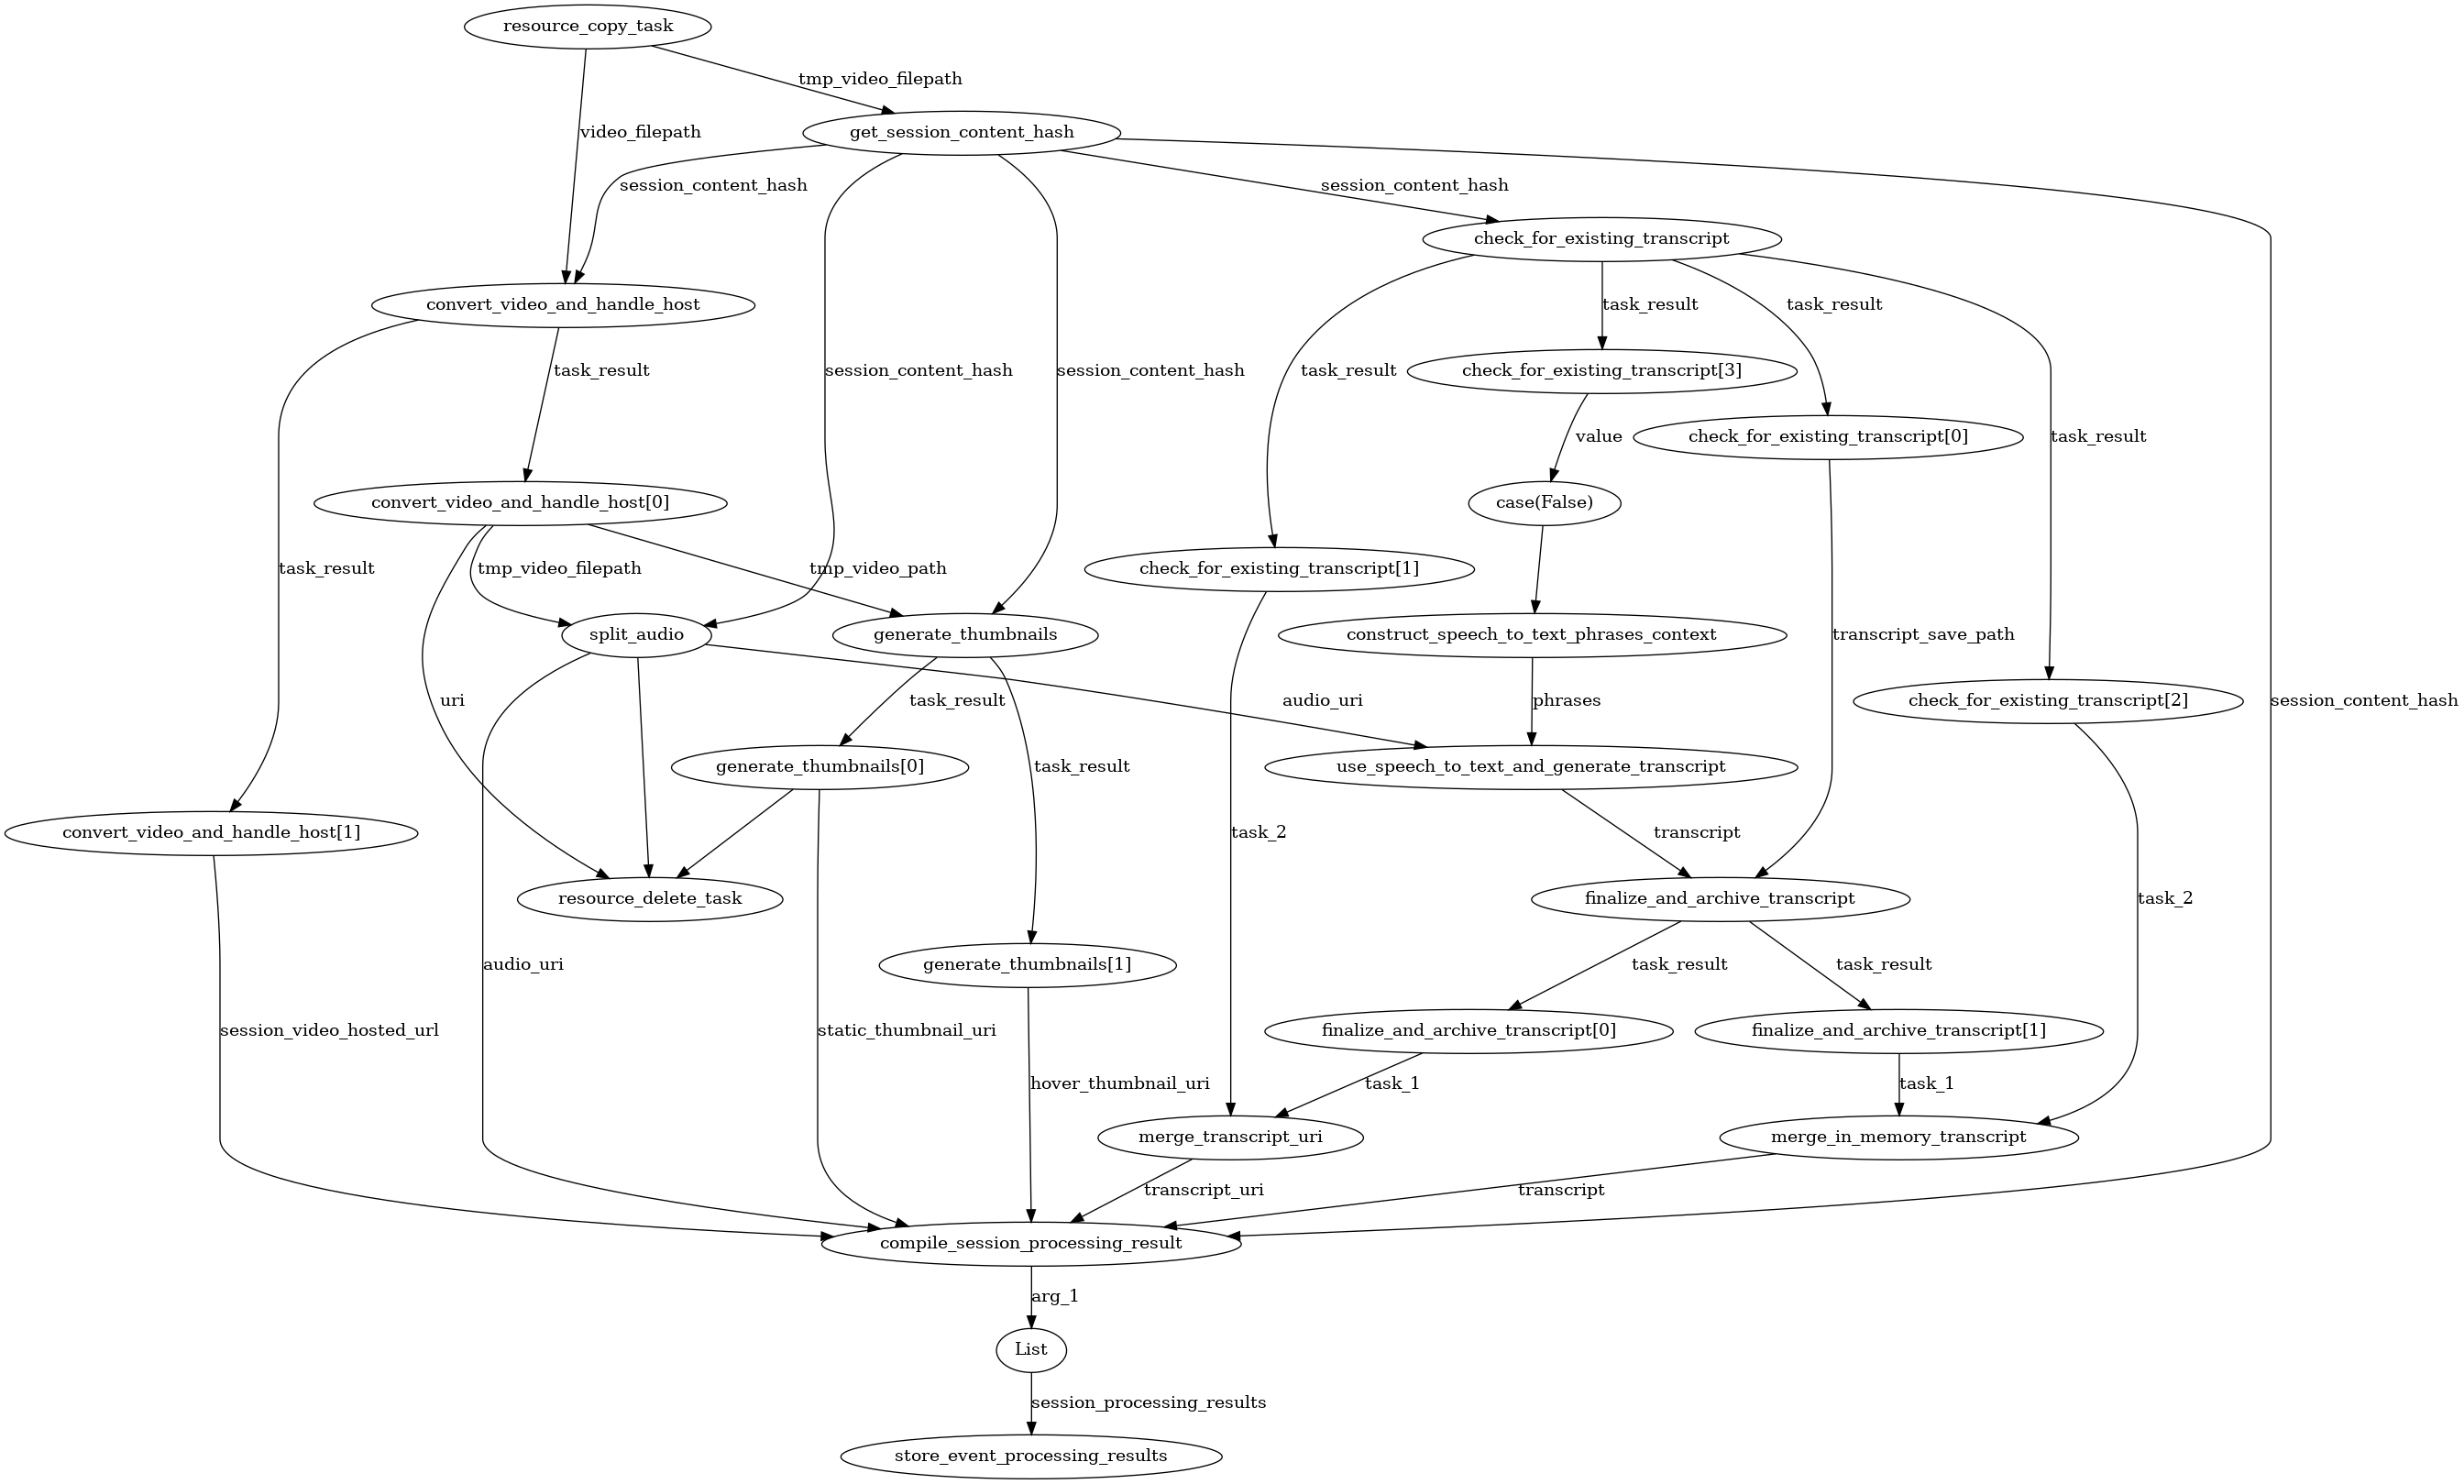 resource_copy_task
tmp_video_filepath
video_filepath
get_session_content_hash
session_content_hash
session_content_hash
check_for_existing_transcript
convert_video_and_handle_host
task_result
task_result
task_result
session_content_hash
session_content_hash
task_result
check_for_existing_transcript[3]
value
check_for_existing_transcript[0]
task_result
convert_video_and_handle_host[0]
case(False)
task_result
tmp_video_filepath
tmp_video_path
check_for_existing_transcript[1]
split_audio
generate_thumbnails
construct_speech_to_text_phrases_context
transcript_save_path
uri
task_result
audio_uri
phrases
check_for_existing_transcript[2]
session_content_hash
generate_thumbnails[0]
task_result
use_speech_to_text_and_generate_transcript
convert_video_and_handle_host[1]
task_2
transcript
resource_delete_task
finalize_and_archive_transcript
task_2
audio_uri
generate_thumbnails[1]
task_result
task_result
session_video_hosted_url
static_thumbnail_uri
finalize_and_archive_transcript[0]
finalize_and_archive_transcript[1]
hover_thumbnail_uri
task_1
task_1
merge_transcript_uri
merge_in_memory_transcript
transcript_uri
transcript
compile_session_processing_result
arg_1
List
session_processing_results
store_event_processing_results